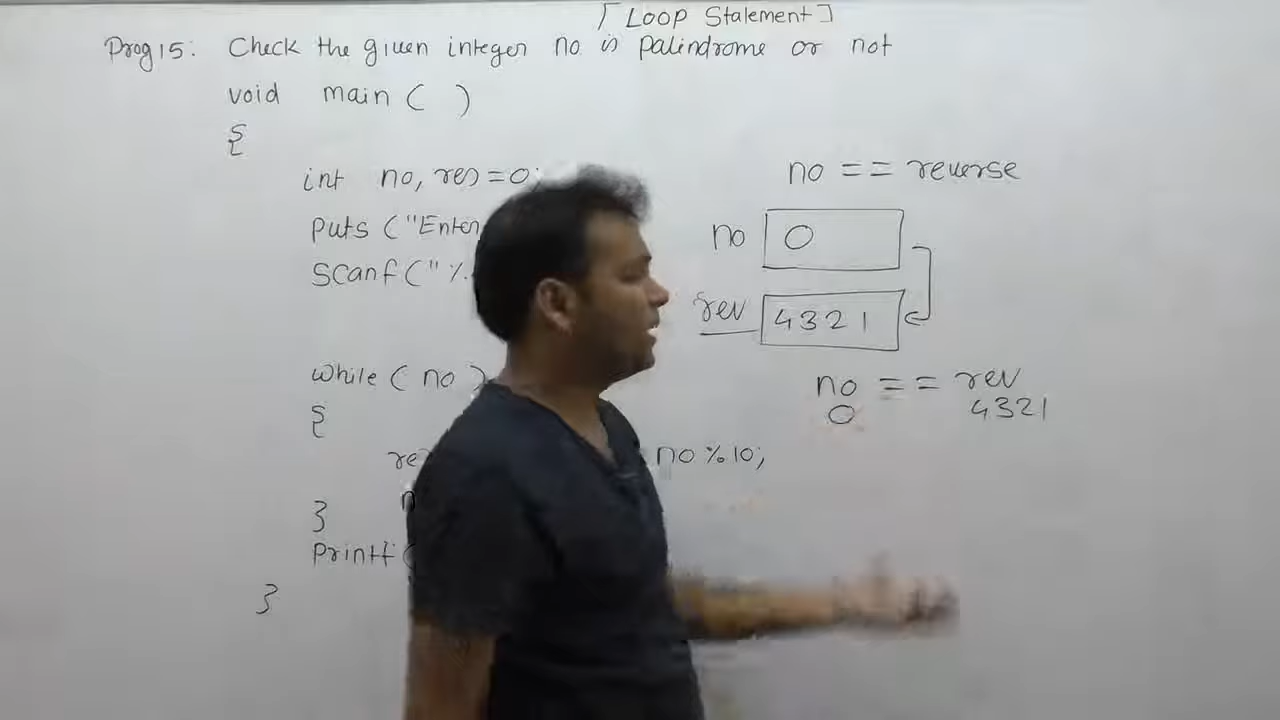 [Loop Statement]
Prog 15: Check the given integer no is palindrome or not
void main ( )
{
int no, rev = 0;
puts ("Enter
scanf ("%
while ( no )
{
no % 10;
}
printf (
}
no == reverse
no 0
rev 4321
no == rev
0 4321